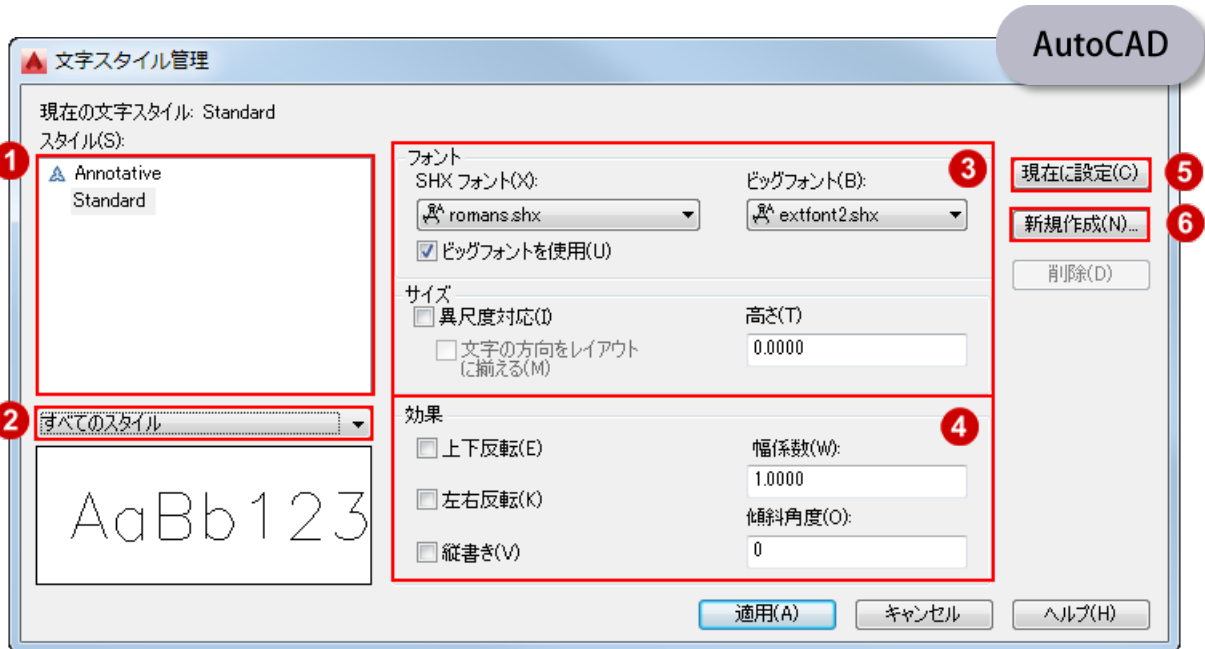 AutoCAD
文字スタイル管理
現在の文字スタイル: Standard
スタイル(S):
1
Annotative
Standard
2
すべてのスタイル
AaBb123
フォント
3
SHX フォント(X):
ビッグフォント(B):
romans.shx
extfont2.shx
ビッグフォントを使用(U)
サイズ
異尺度対応(I)
文字の方向をレイアウト
に揃える(M)
高さ(T)
0.0000
効果
4
上下反転(E)
左右反転(K)
縦書き(V)
幅係数(W):
1.0000
傾斜角度(O):
0
現在に設定(C)
5
新規作成(N)...
6
削除(D)
適用(A)
キャンセル
ヘルプ(H)